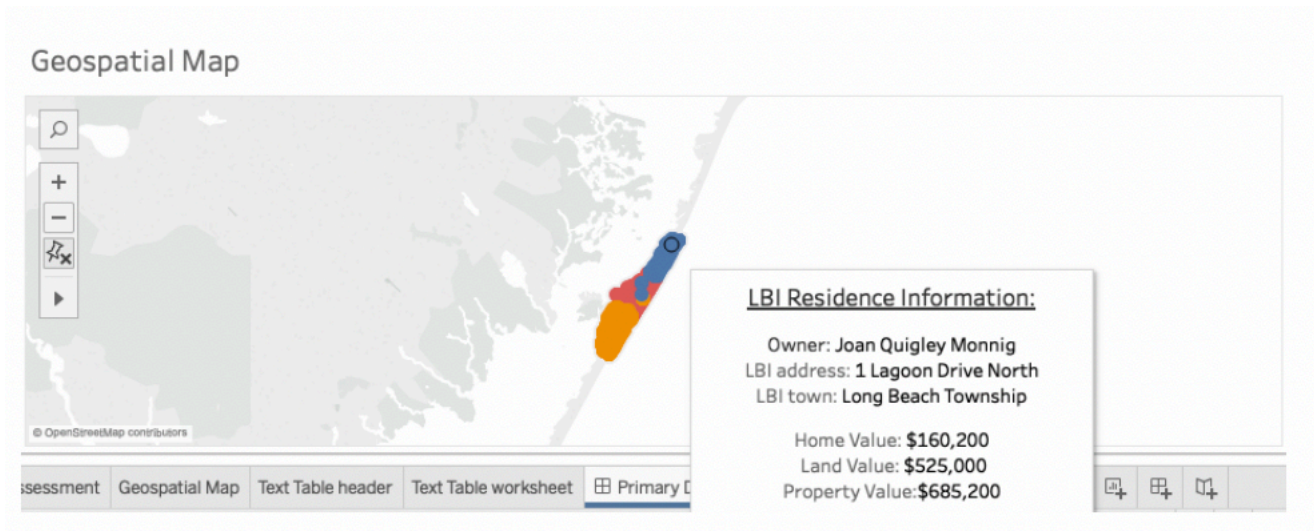 Geospatial Map
© OpenStreetMap contributors
LBI Residence Information:
Owner: Joan Quigley Monnig
LBI address: 1 Lagoon Drive North
LBI town: Long Beach Township
Home Value: $160,200
Land Value: $525,000
Property Value:$685,200
ssessment Geospatial Map Text Table header Text Table worksheet Primary D